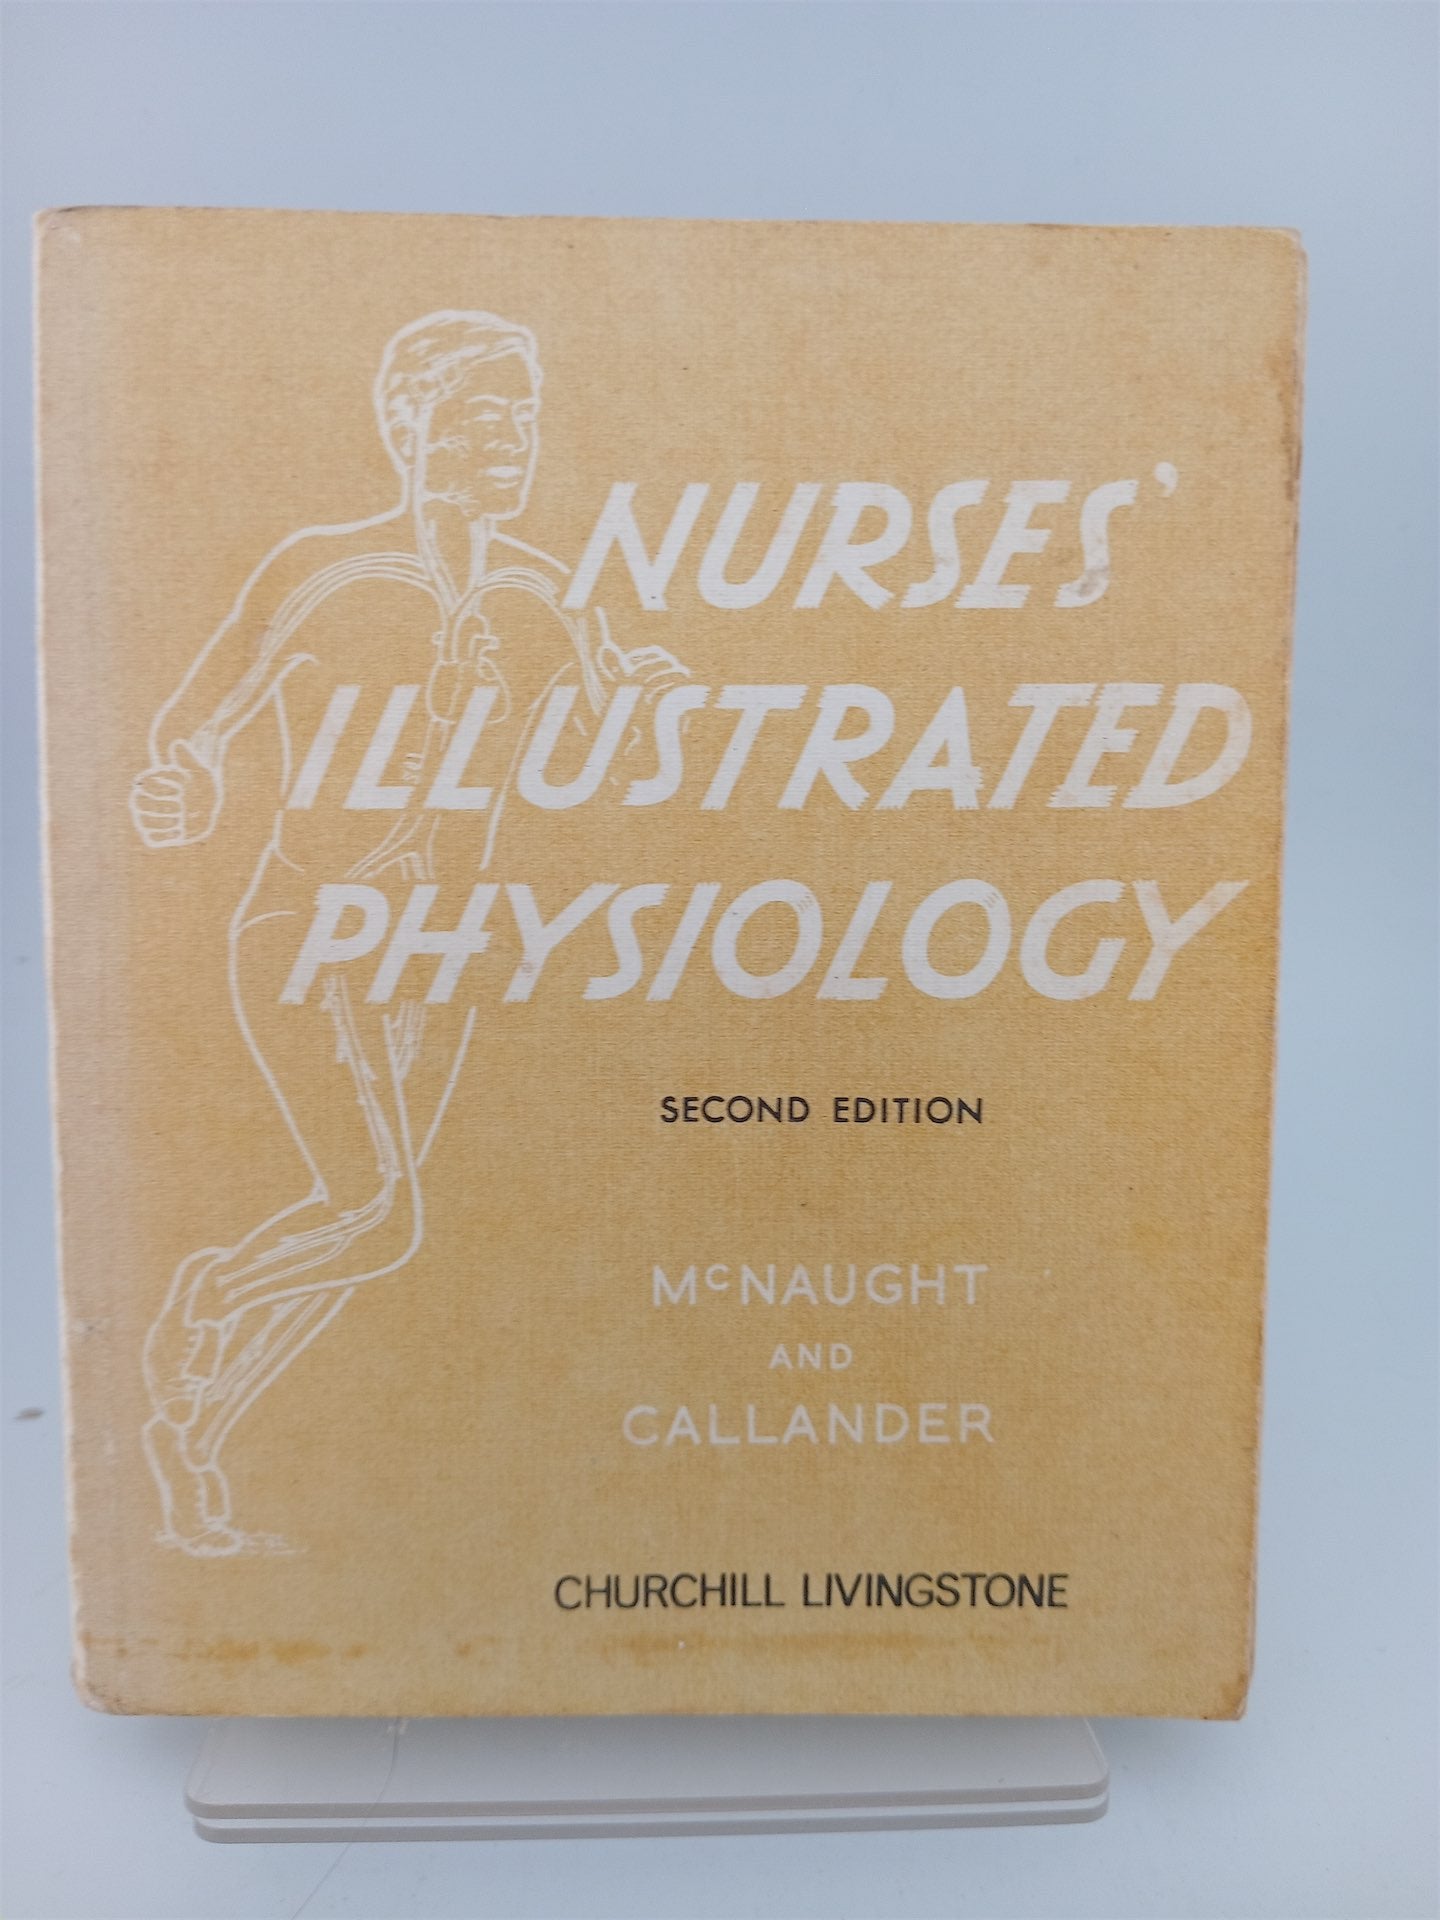 NURSES'
ILLUSTRATED
PHYSIOLOGY
SECOND EDITION
McNAUGHT
AND
CALLANDER
CHURCHILL LIVINGSTONE